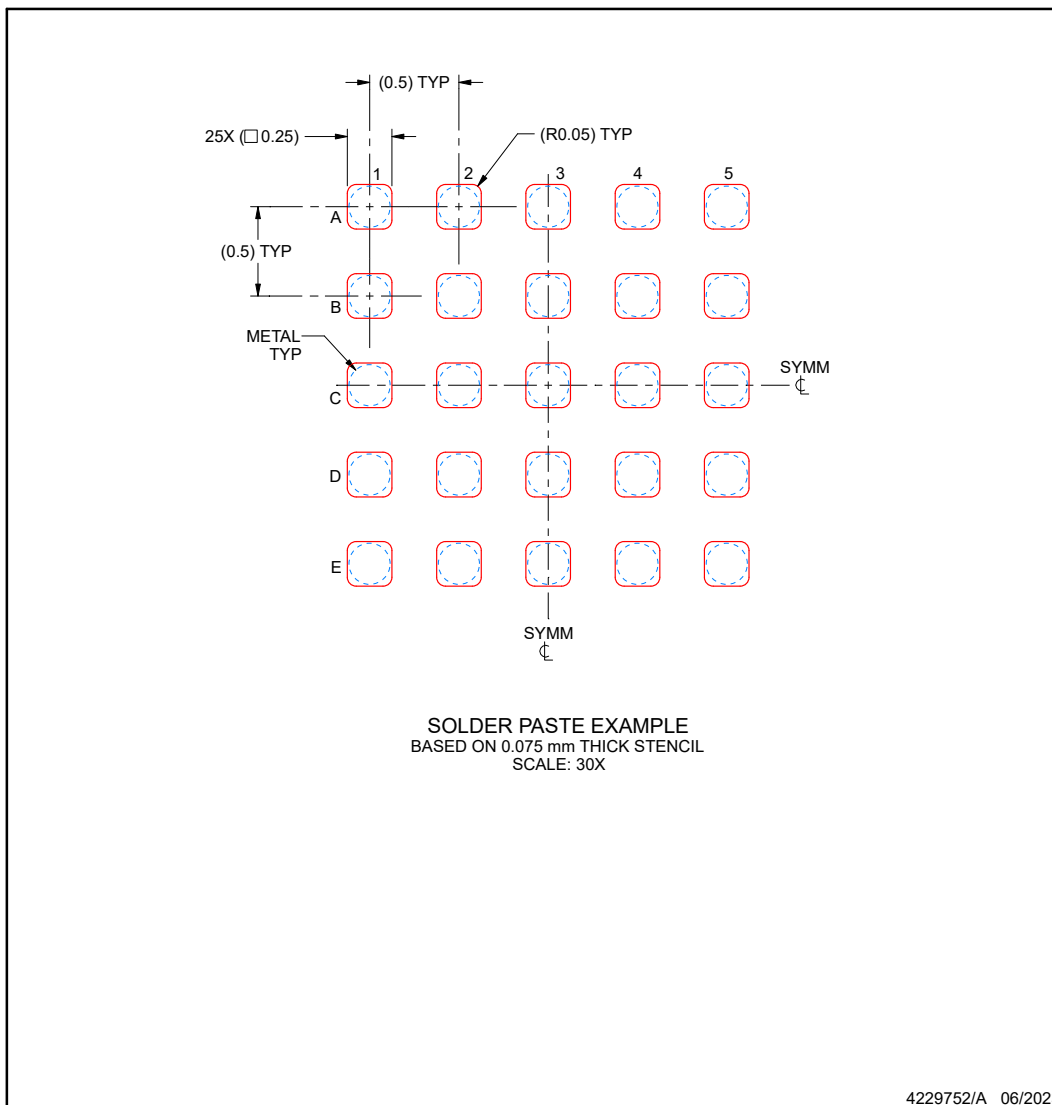 (0.5) TYP
25X (□0.25)
(R0.05) TYP
1 2 3 4 5
A
(0.5) TYP
B
METAL
TYP
SYMM
℄
C
D
E
SYMM
℄
SOLDER PASTE EXAMPLE
BASED ON 0.075 mm THICK STENCIL
SCALE: 30X
4229752/A 06/202